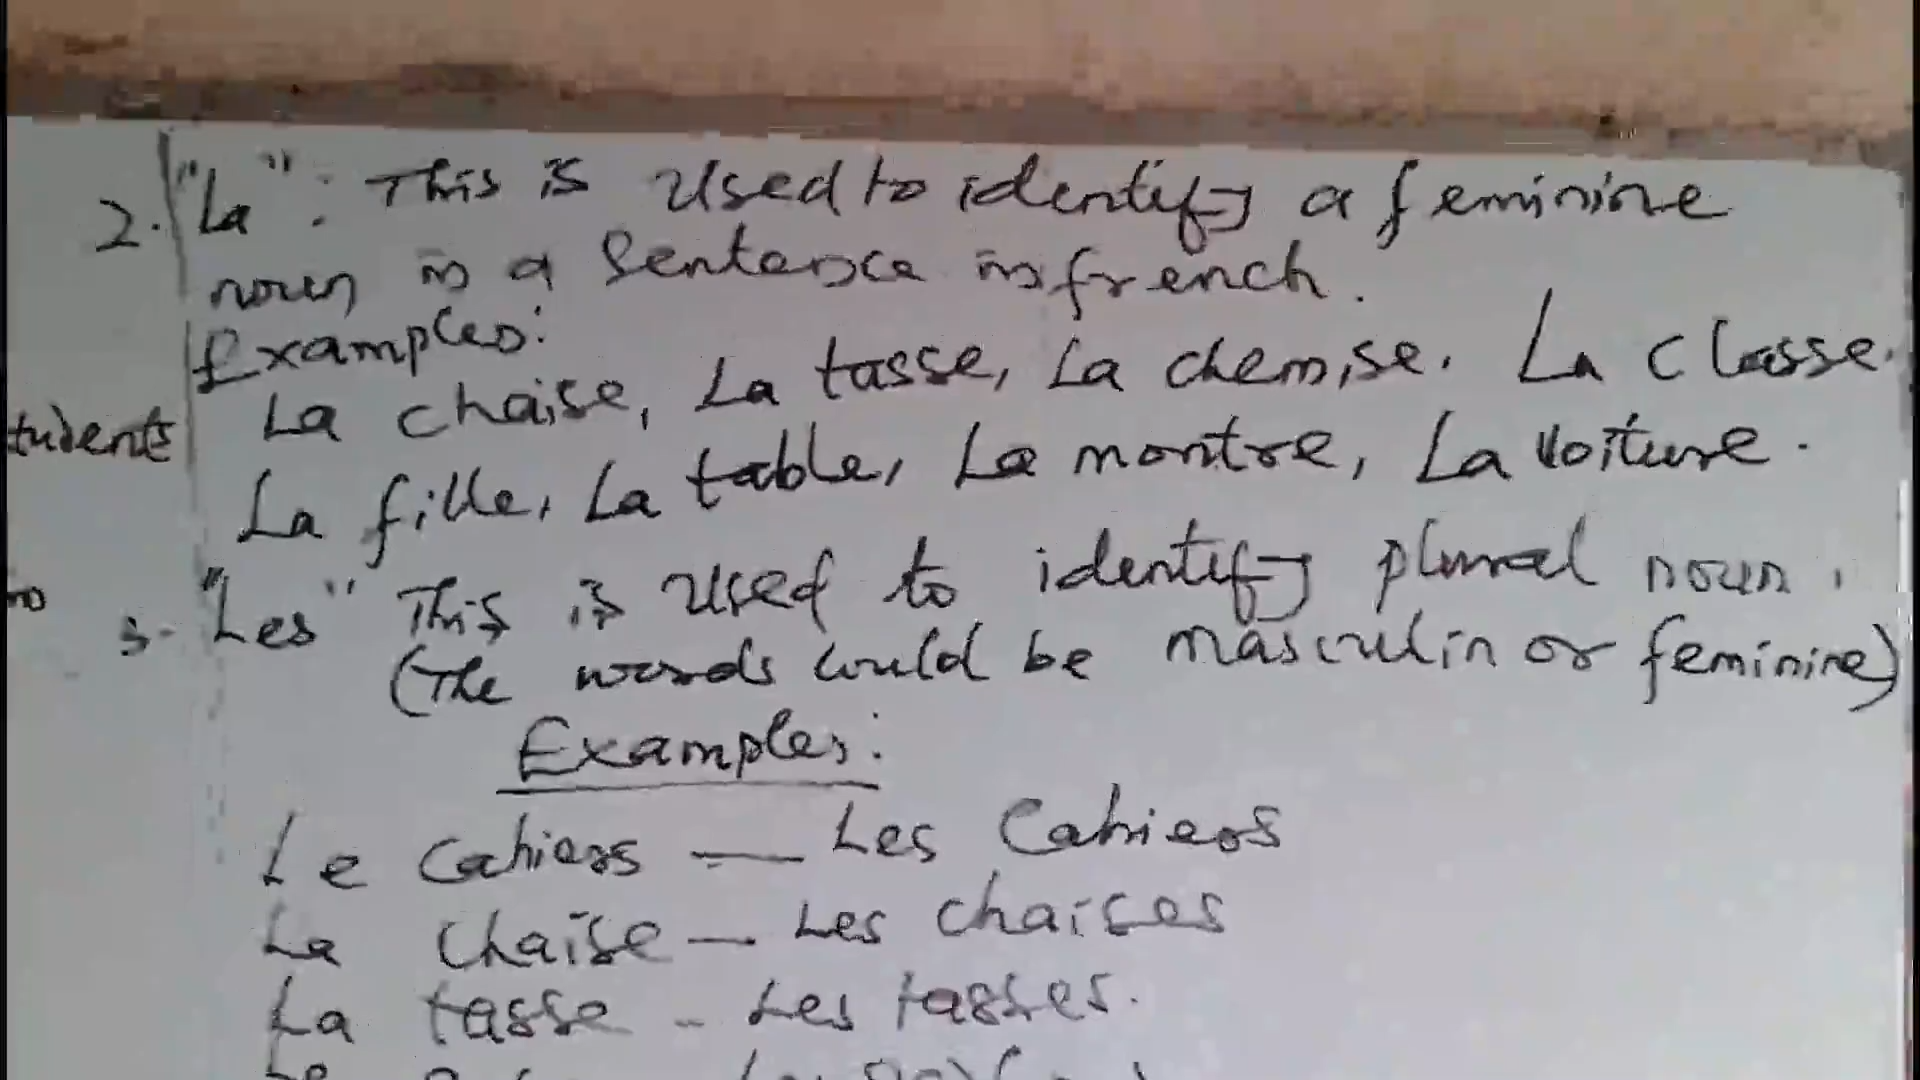 2. "La": This is used to identify a feminine
noun in a sentence in french.
Examples:
La chaise, La tasse, La chemise. La classe.
tudents
La fille, La table, La montre, La voiture.
3- "Les" This is used to identify plural noun.
(The words could be masculin or feminine)
Examples:
Le Cahiers — Les Cahiers
La chaise — Les chaises
La tasse - Les tasses.